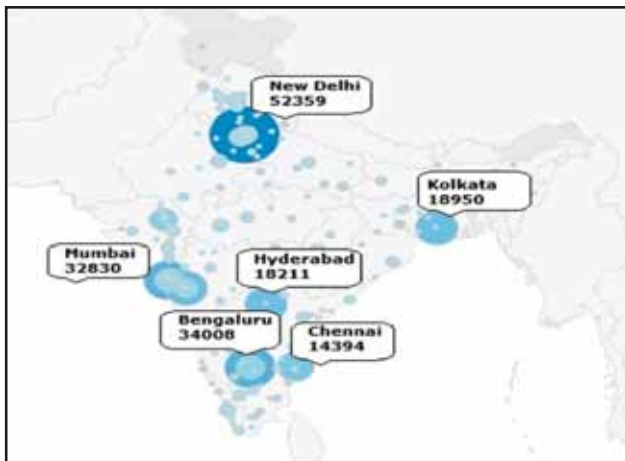 New Delhi
52359
Kolkata
18950
Mumbai
32830
Hyderabad
18211
Bengaluru
34008
Chennai
14394